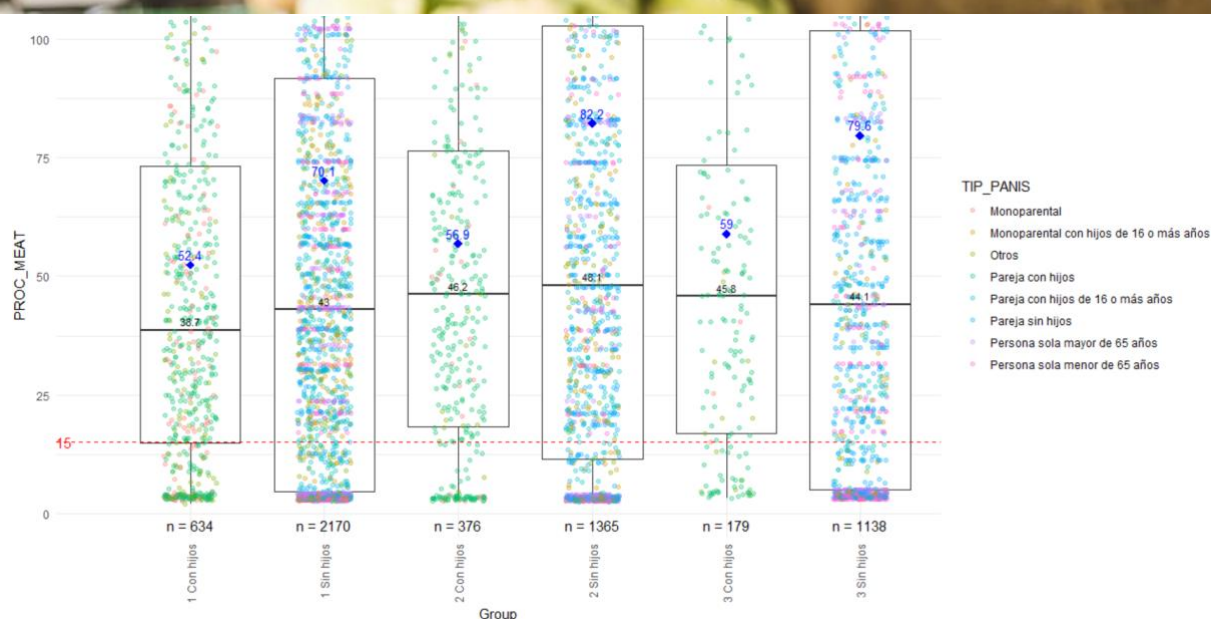 100
75
50
25
0
15
PROC_MEAT
52.4
38.7
70.1
43
56.9
46.2
82.2
48.1
59
45.8
79.6
44.1
n = 634
n = 2170
n = 376
n = 1365
n = 179
n = 1138
1 Con hijos
1 Sin hijos
2 Con hijos
2 Sin hijos
3 Con hijos
3 Sin hijos
Group
TIP_PANIS
Monoparental
Monoparental con hijos de 16 o más años
Otros
Pareja con hijos
Pareja con hijos de 16 o más años
Pareja sin hijos
Persona sola mayor de 65 años
Persona sola menor de 65 años